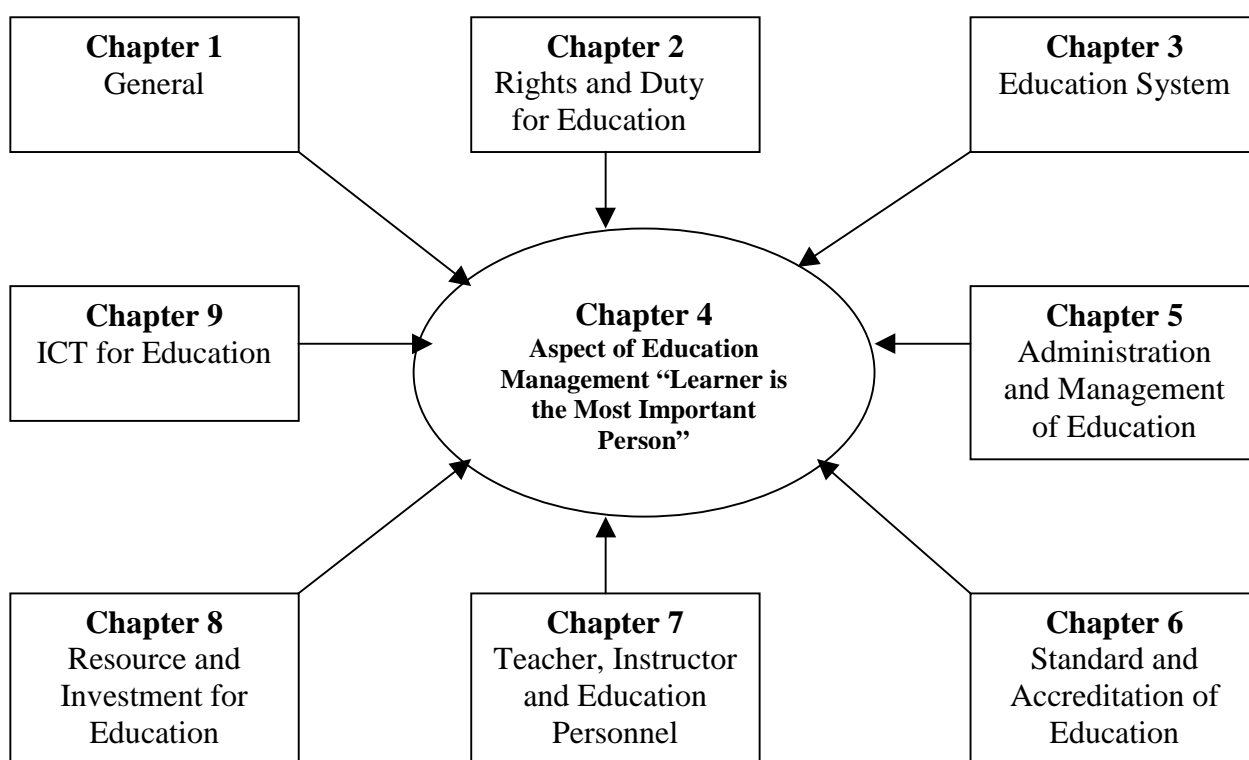 Chapter 1
General
Chapter 2
Rights and Duty
for Education
Chapter 3
Education System
Chapter 9
ICT for Education
Chapter 4
Aspect of Education
Management “Learner is
the Most Important
Person”
Chapter 5
Administration
and Management
of Education
Chapter 8
Resource and
Investment for
Education
Chapter 7
Teacher, Instructor
and Education
Personnel
Chapter 6
Standard and
Accreditation of
Education